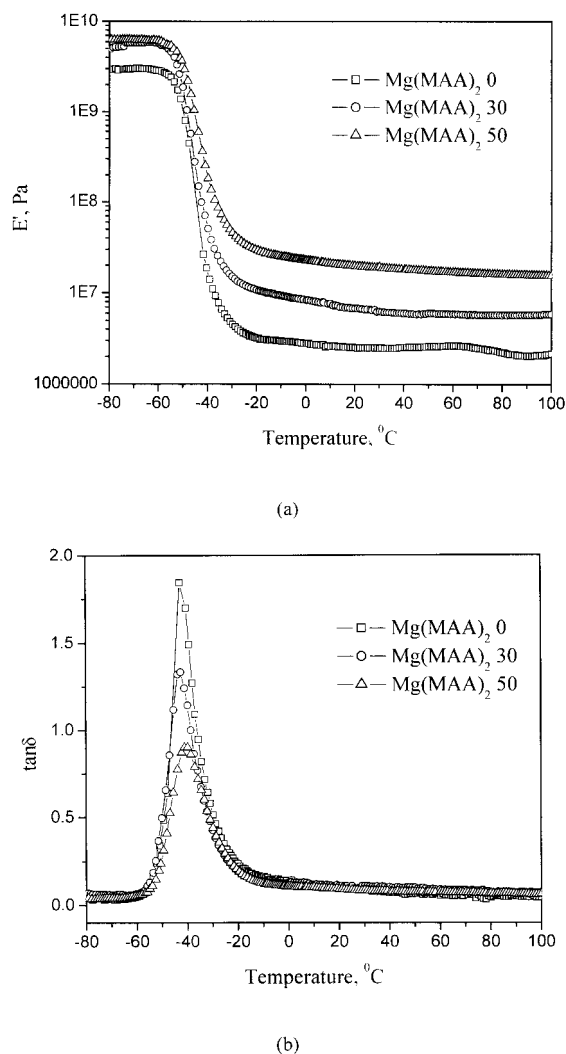 1E10
1E9
1E8
1E7
1000000
E', Pa
Mg(MAA)₂ 0
Mg(MAA)₂ 30
Mg(MAA)₂ 50
-80 -60 -40 -20 0 20 40 60 80 100
Temperature, ⁰C
(a)
2.0
1.5
1.0
0.5
0.0
tanδ
Mg(MAA)₂ 0
Mg(MAA)₂ 30
Mg(MAA)₂ 50
-80 -60 -40 -20 0 20 40 60 80 100
Temperature, ⁰C
(b)